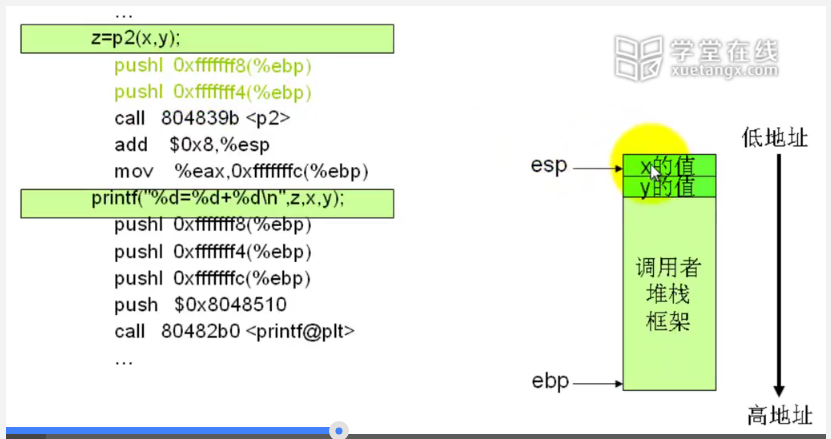 ...
z=p2(x,y);
pushl 0xfffffff8(%ebp)
pushl 0xfffffff4(%ebp)
call 804839b <p2>
add $0x8,%esp
mov %eax,0xfffffffc(%ebp)
printf("%d=%d+%d\n",z,x,y);
pushl 0xfffffff8(%ebp)
pushl 0xfffffff4(%ebp)
pushl 0xfffffffc(%ebp)
push $0x8048510
call 80482b0 <printf@plt>
...
学堂在线
xuetangx.com
低地址
esp
x的值
y的值
调用者
堆栈
框架
ebp
高地址